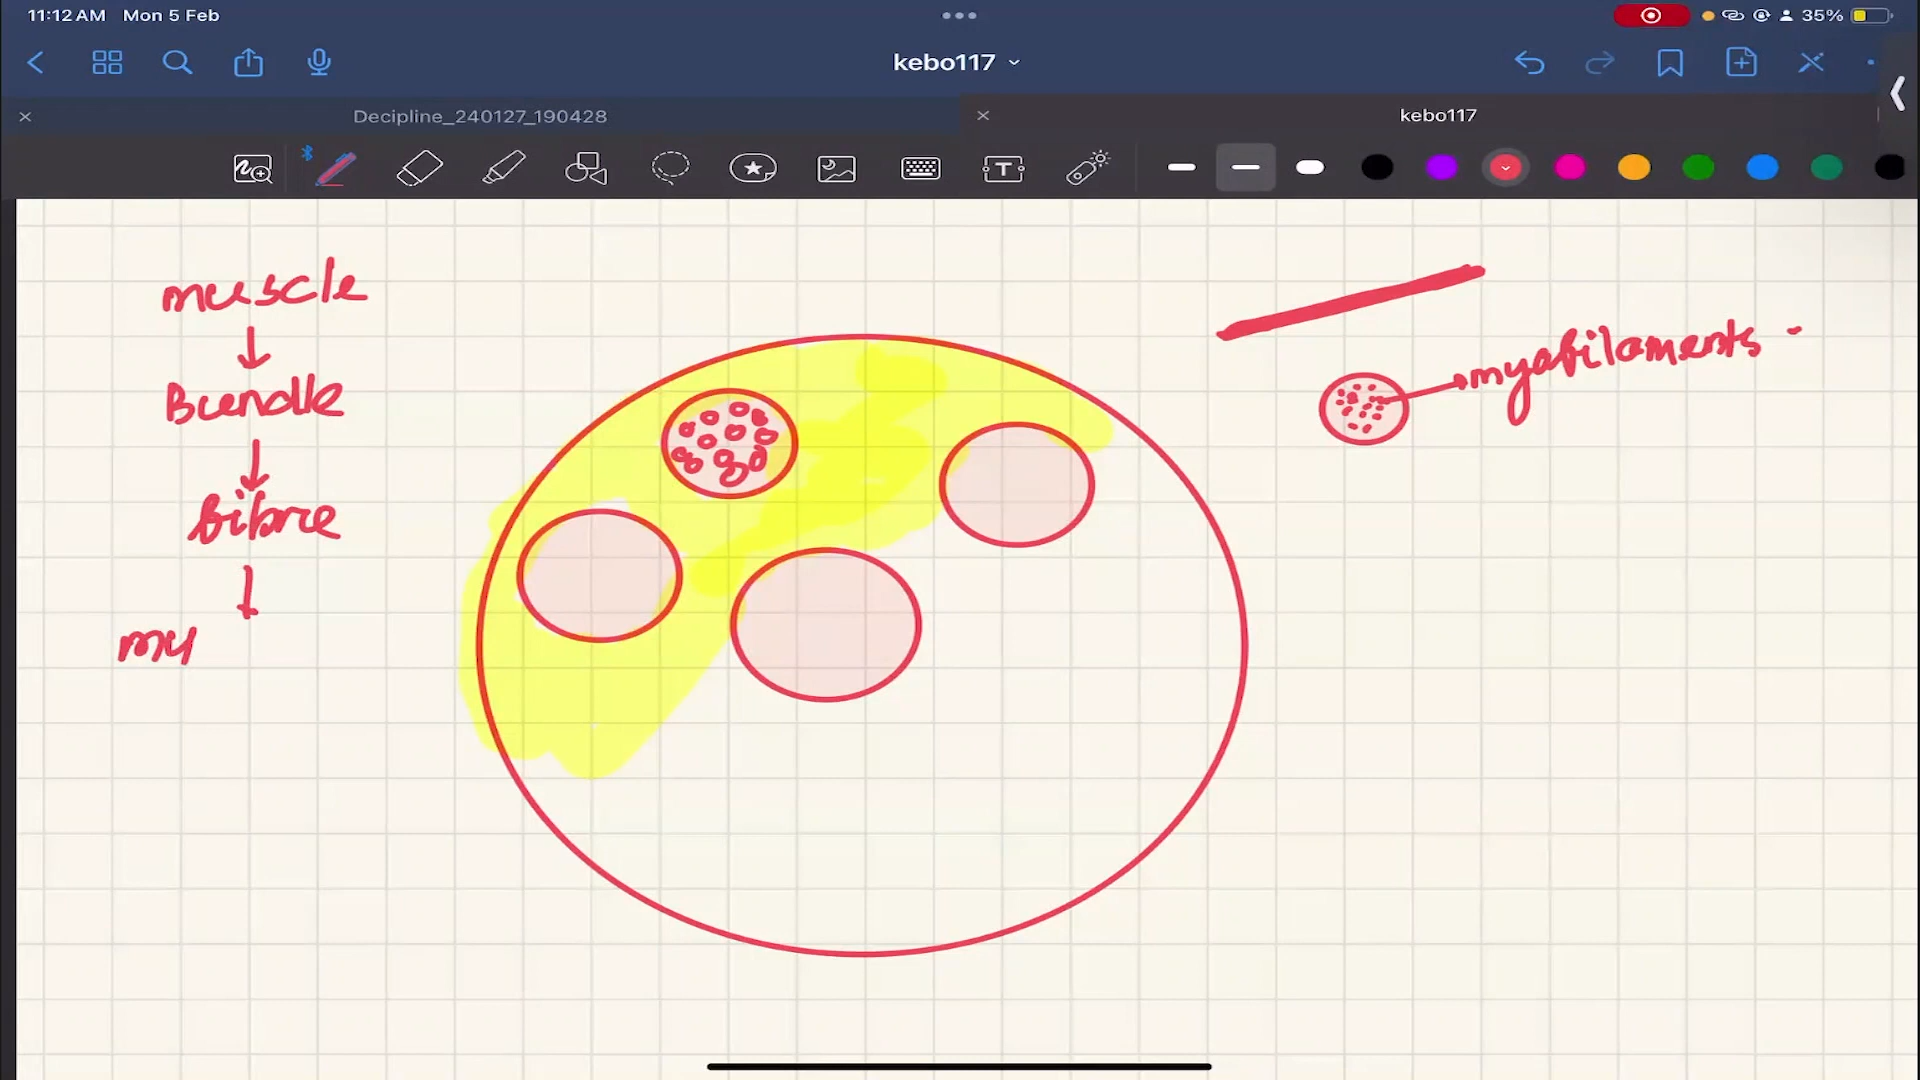 11:12 AM Mon 5 Feb
35%
kebo117
Decipline_240127_190428
kebo117
T
muscle
Bundle
fibre
my
myofilaments -